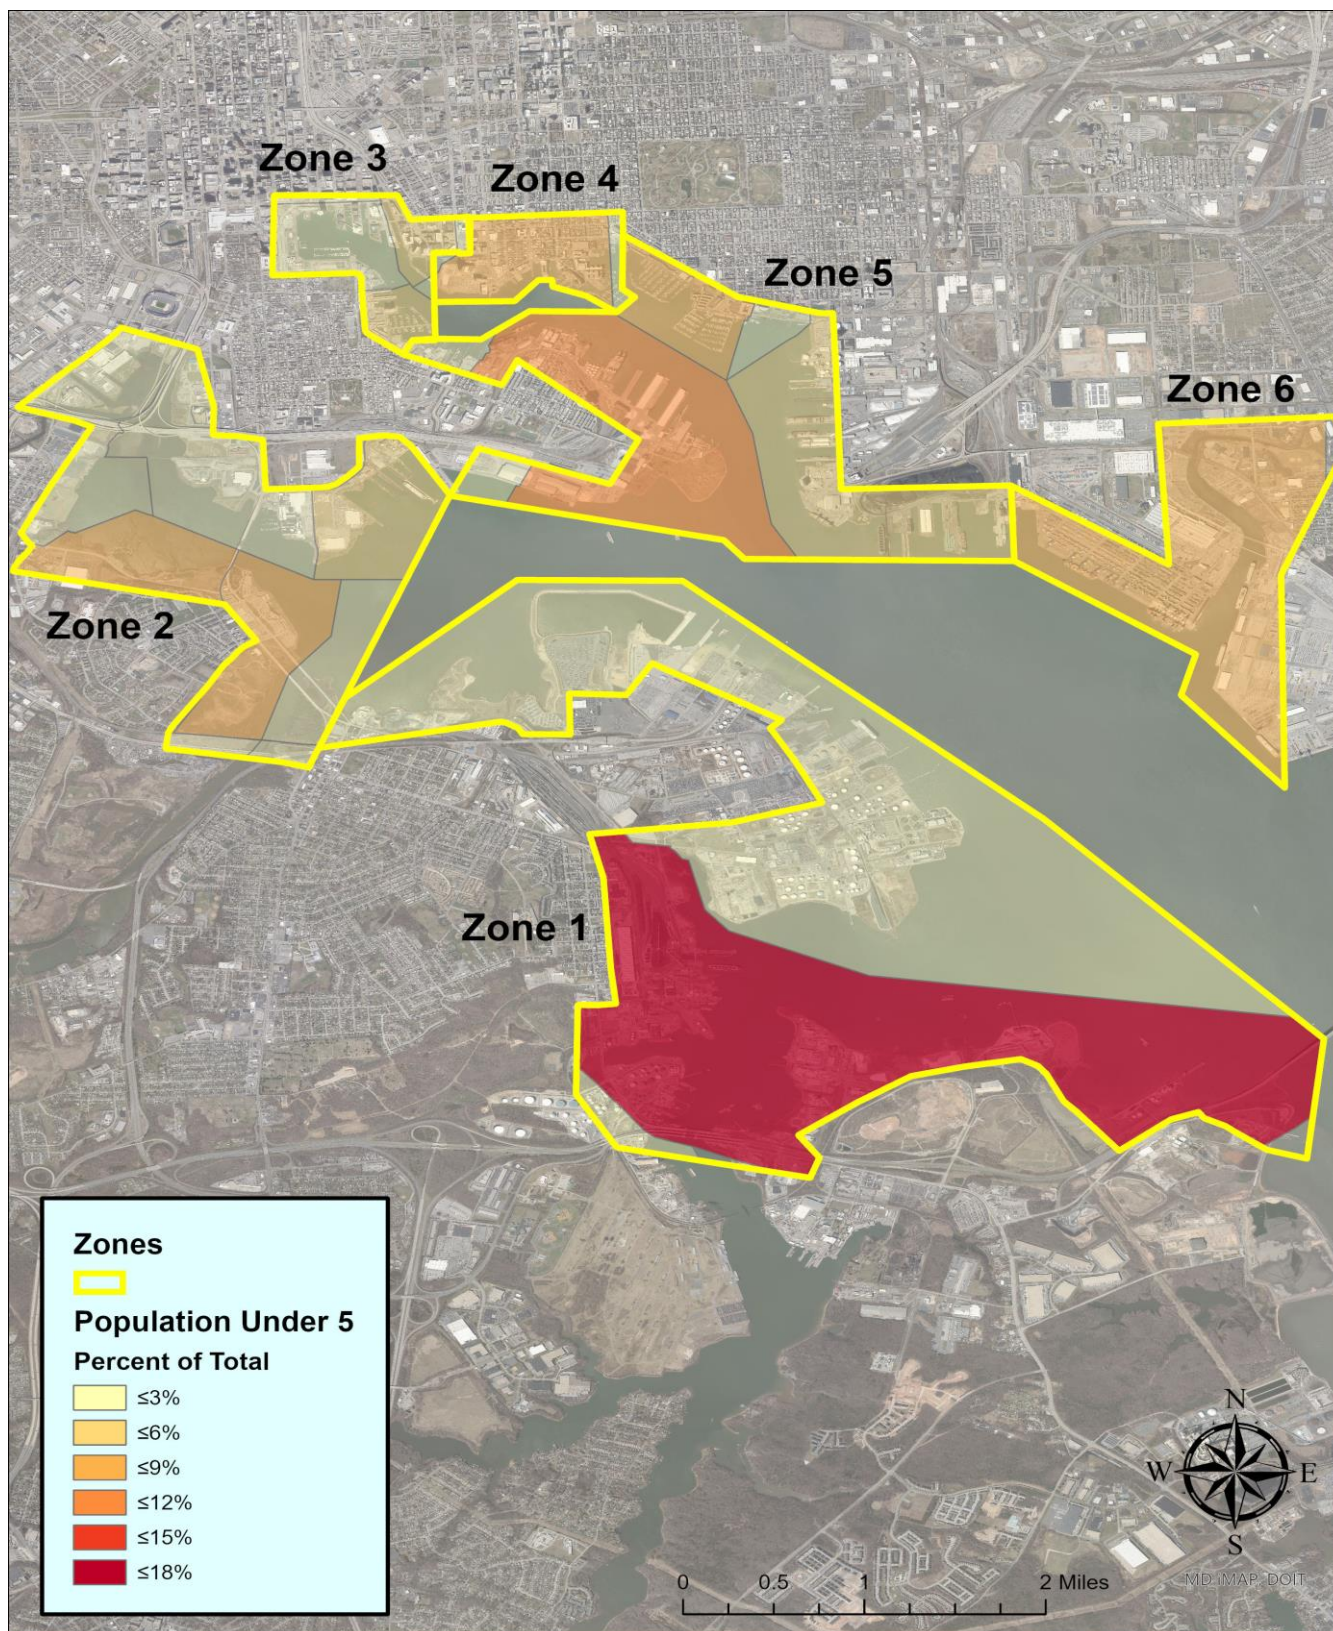 Zone 3
Zone 4
Zone 5
Zone 6
Zone 2
Zone 1
Zones
Population Under 5
Percent of Total
≤3%
≤6%
≤9%
≤12%
≤15%
≤18%
N
W E
S
0 0.5 1 2 Miles
MD iMAP, DOIT